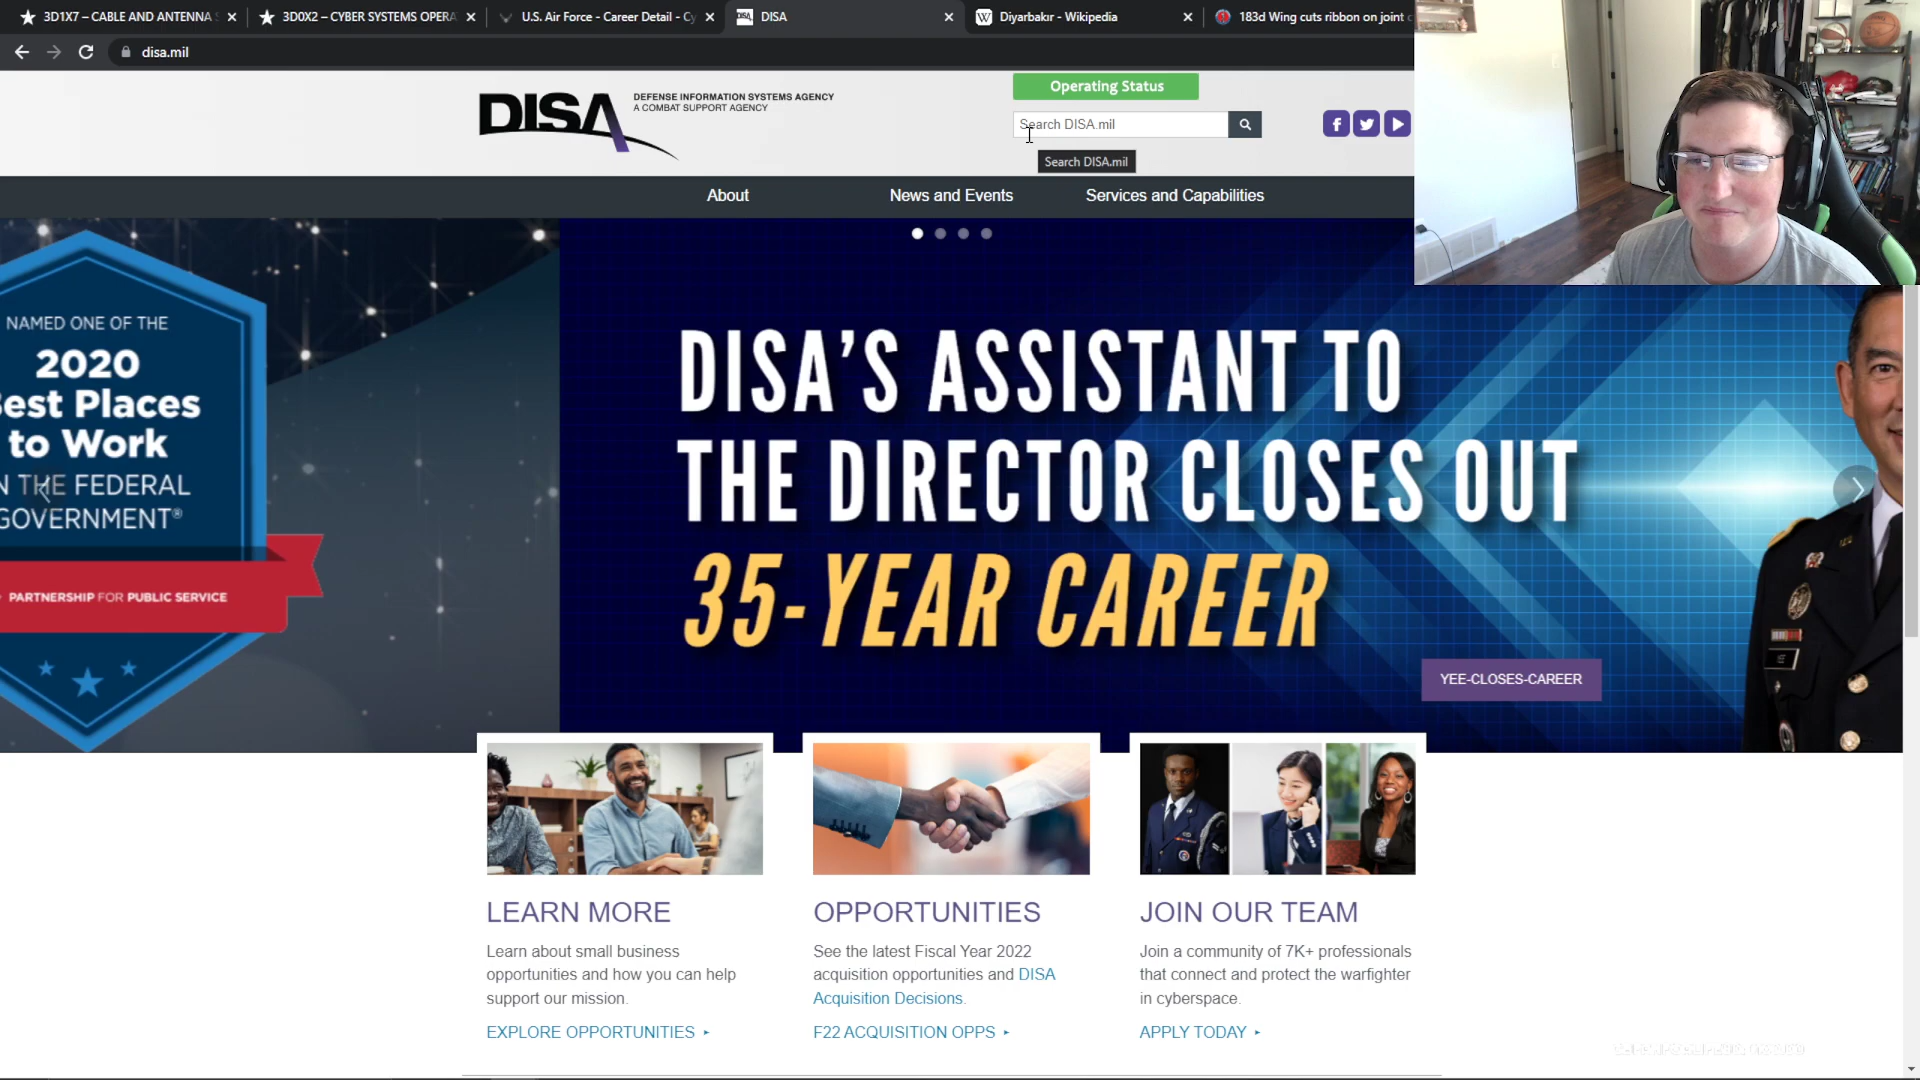 3D1X7 – CABLE AND ANTENNA
3D0X2 – CYBER SYSTEMS OPERA
U.S. Air Force - Career Detail - Cy
DISA
Diyarbakır - Wikipedia
183d Wing cuts ribbon on joint c
disa.mil
DISA
DEFENSE INFORMATION SYSTEMS AGENCY
A COMBAT SUPPORT AGENCY
Operating Status
Search DISA.mil
Search DISA.mil
About
News and Events
Services and Capabilities
NAMED ONE OF THE
2020
Best Places
to Work
IN THE FEDERAL
GOVERNMENT®
PARTNERSHIP FOR PUBLIC SERVICE
DISA'S ASSISTANT TO
THE DIRECTOR CLOSES OUT
35-YEAR CAREER
YEE-CLOSES-CAREER
LEARN MORE
Learn about small business
opportunities and how you can help
support our mission.
EXPLORE OPPORTUNITIES
OPPORTUNITIES
See the latest Fiscal Year 2022
acquisition opportunities and DISA
Acquisition Decisions.
F22 ACQUISITION OPPS
JOIN OUR TEAM
Join a community of 7K+ professionals
that connect and protect the warfighter
in cyberspace.
APPLY TODAY